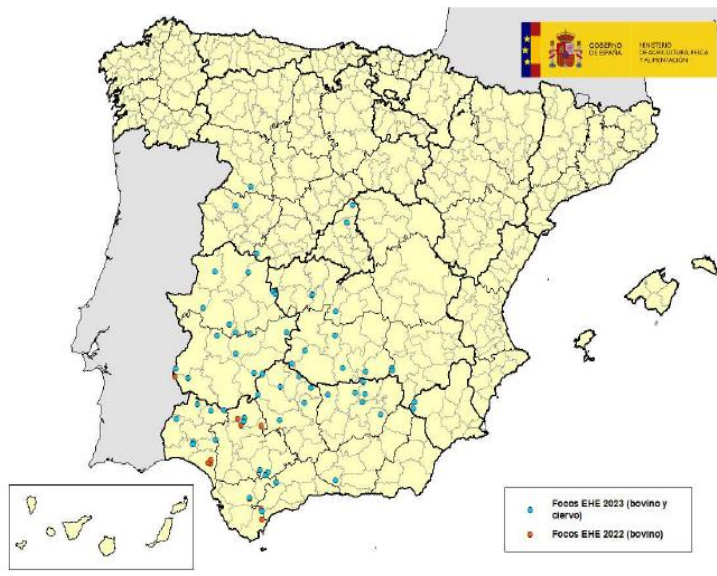 GOBIERNO
DE ESPAÑA
MINISTERIO
DE AGRICULTURA, PESCA
Y ALIMENTACIÓN
Focos EHE 2023 (bovino y
ciervo)
Focos EHE 2022 (bovino)